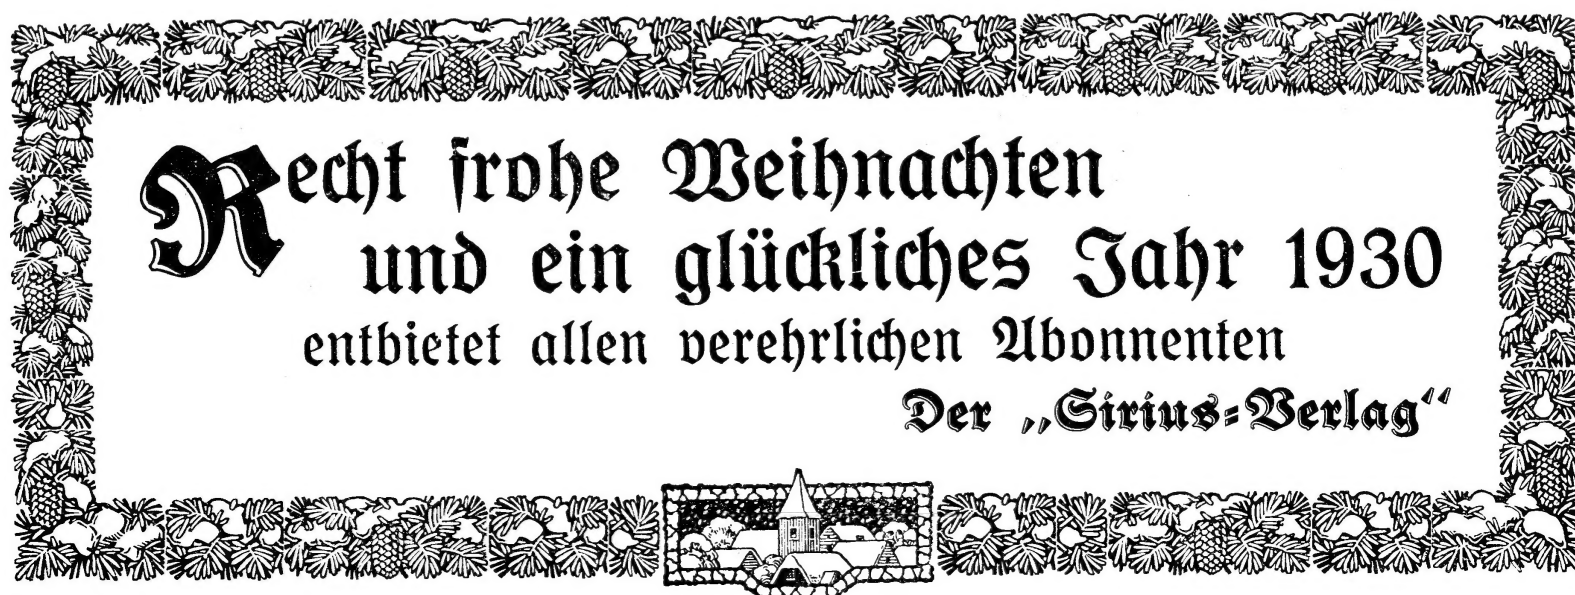 Recht frohe Weihnachten
und ein glückliches Jahr 1930
entbietet allen verehrlichen Abonnenten
Der „Sirius=Verlag“